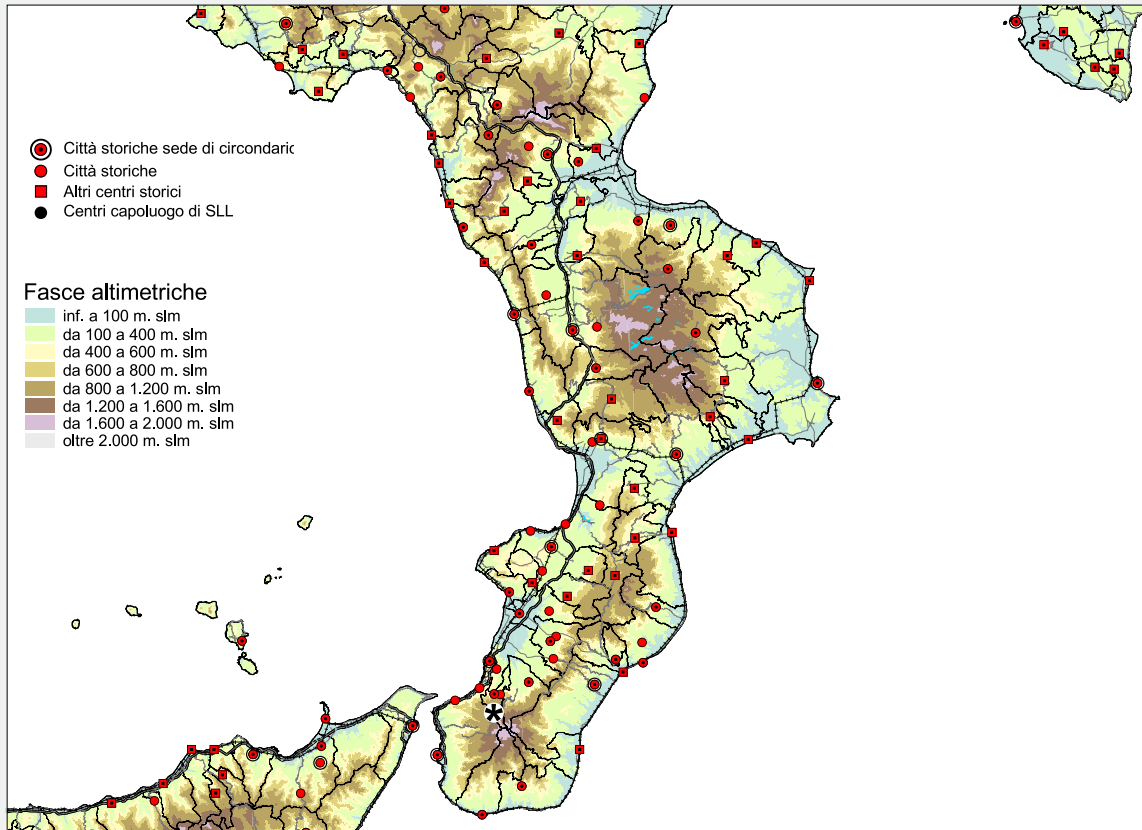 Città storiche sede di circondaric
Città storiche
Altri centri storici
Centri capoluogo di SLL
Fasce altimetriche
inf. a 100 m. slm
da 100 a 400 m. slm
da 400 a 600 m. slm
da 600 a 800 m. slm
da 800 a 1.200 m. slm
da 1.200 a 1.600 m. slm
da 1.600 a 2.000 m. slm
oltre 2.000 m. slm
*